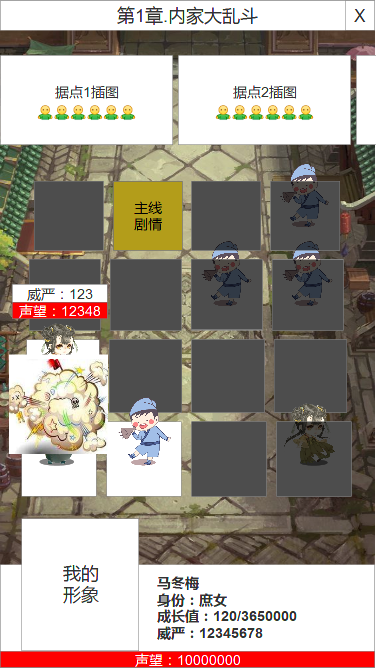 第1章.内家大乱斗
X
据点1插图
据点2插图
主线
剧情
威严：123
声望：12348
我的
形象
马冬梅
身份：庶女
成长值：120/3650000
威严：12345678
声望：10000000